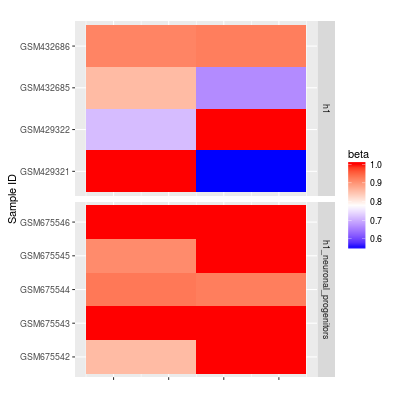 GSM432686
GSM432685
GSM429322
GSM429321
h1
GSM675546
GSM675545
GSM675544
GSM675543
GSM675542
h1_neuronal_progenitors
Sample ID
beta
1.0
0.9
0.8
0.7
0.6